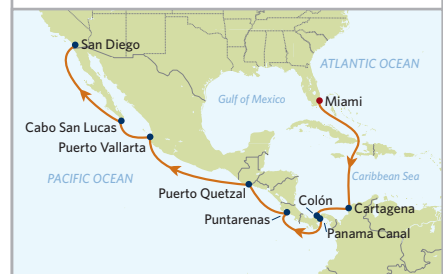 San Diego
ATLANTIC OCEAN
Gulf of Mexico
Miami
Cabo San Lucas
Puerto Vallarta
PACIFIC OCEAN
Caribbean Sea
Puerto Quetzal
Colón
Cartagena
Puntarenas
Panama Canal